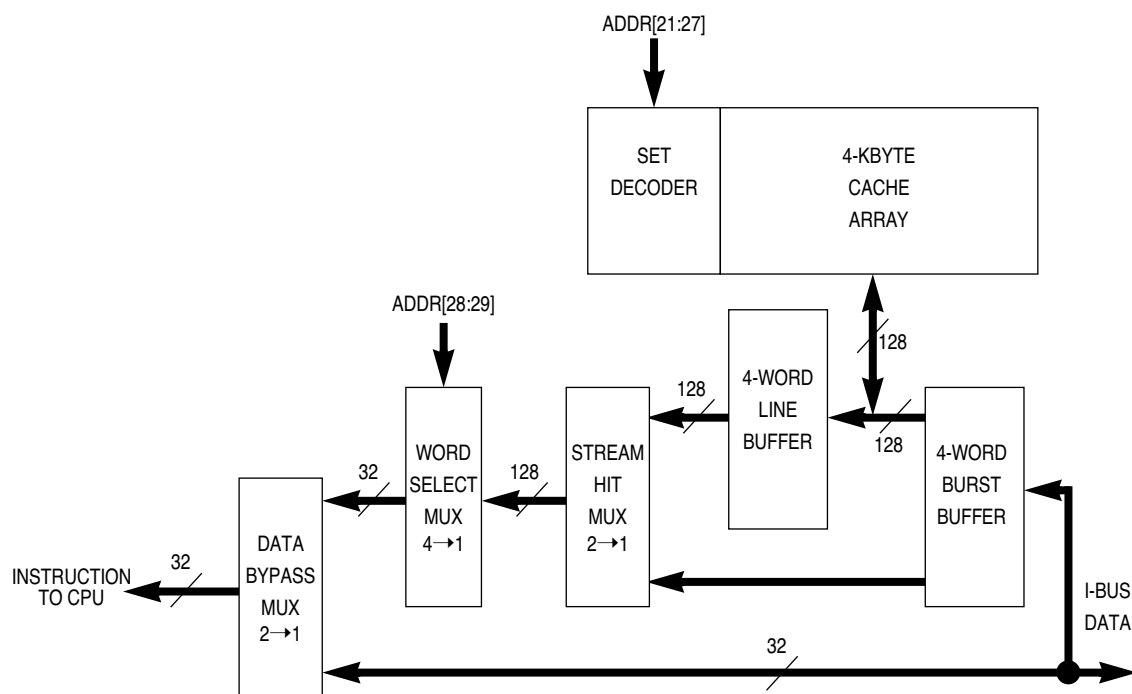 ADDR[21:27]
SET
DECODER
4-KBYTE
CACHE
ARRAY
ADDR[28:29]
128
4-WORD
LINE
BUFFER
128
128
4-WORD
BURST
BUFFER
STREAM
HIT
MUX
2→1
128
WORD
SELECT
MUX
4→1
32
DATA
BYPASS
MUX
2→1
32
INSTRUCTION
TO CPU
I-BUS
DATA
32